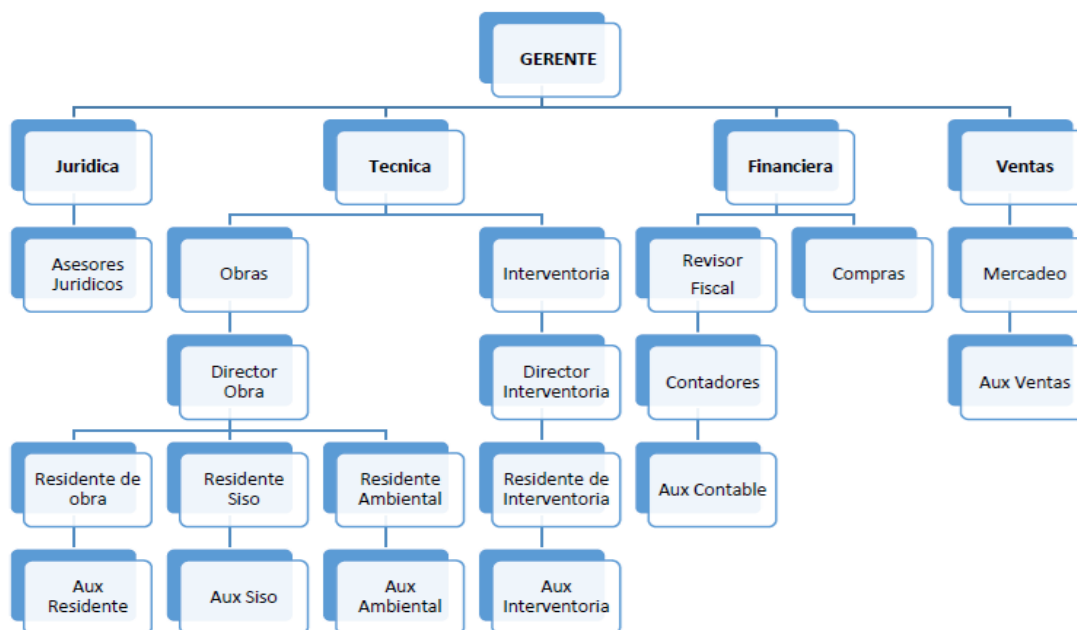 GERENTE
Juridica
Tecnica
Financiera
Ventas
Asesores
Juridicos
Obras
Interventoria
Revisor
Fiscal
Compras
Mercadeo
Director
Obra
Director
Interventoria
Contadores
Aux Ventas
Residente de
obra
Residente
Siso
Residente
Ambiental
Residente de
Interventoria
Aux Contable
Aux
Residente
Aux Siso
Aux
Ambiental
Aux
Interventoria